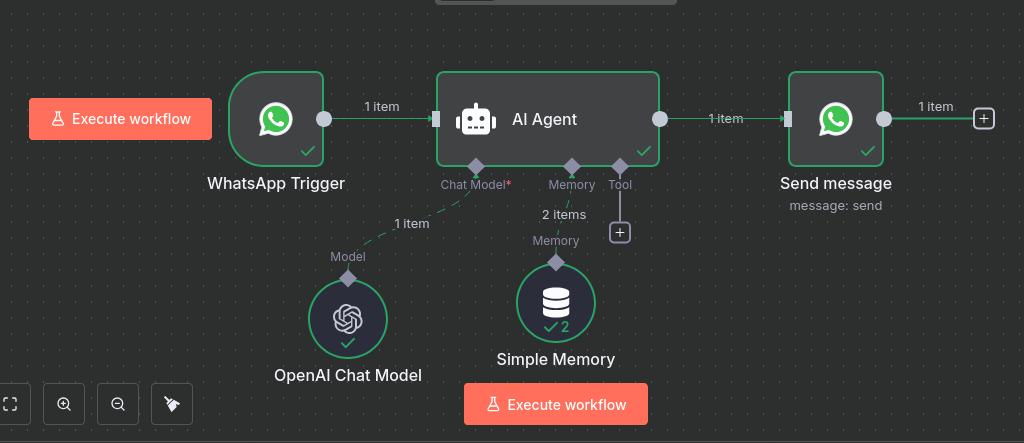 1 item
1 item
1 item
Execute workflow
AI Agent
WhatsApp Trigger
Chat Model*
Memory
Tool
Send message
message: send
1 item
2 items
Memory
Model
2
Simple Memory
OpenAI Chat Model
Execute workflow